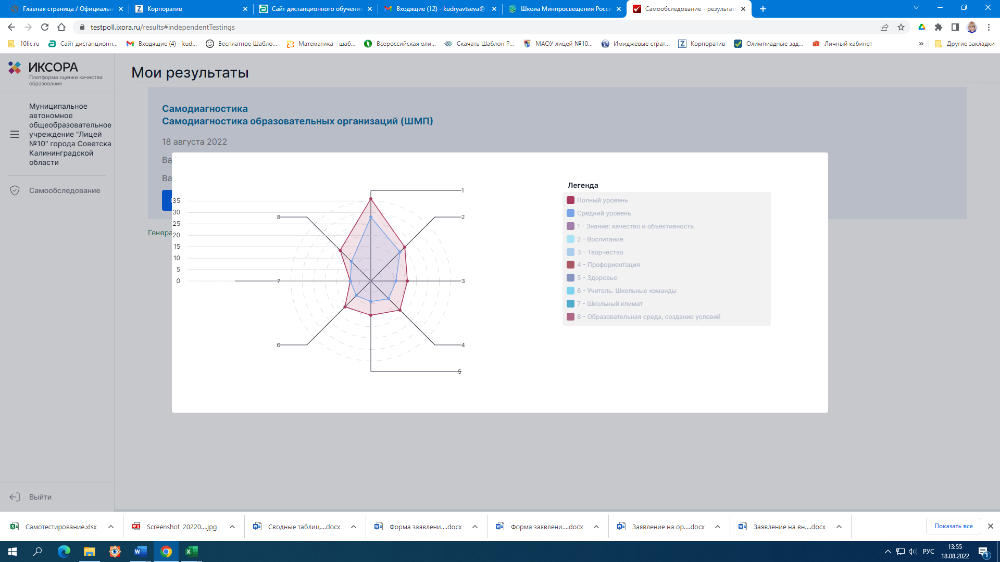 Главная страница / Официальн
Корпоратив
Сайт дистанционного обучения
Входящие (12) - kudryavtseva@1
Школа Минпросвещения Росси
Самообследование - результат
testpoll.ixora.ru/results#independentTestings
10lic.ru
Сайт дистанционн...
Входящие (4) - kud...
Бесплатное Шабло...
Математика - шаб...
Всероссийская оли...
Скачать Шаблон Р...
МАОУ лицей №10...
Имиджевые страт...
Корпоратив
Олимпиадные зад...
Личный кабинет
»
Другие закладки
ИКСОРА
Платформа оценки качества
образования
Муниципальное
автономное
общеобразовательное
учреждение "Лицей
№10" города Советска
Калининградской
области
Самообследование
Выйти
Мои результаты
Самодиагностика
Самодиагностика образовательных организаций (ШМП)
18 августа 2022
Ва
Ва
Генера
35
30
25
20
15
10
5
0
1
2
3
4
5
6
7
8
Легенда
Полный уровень
Средний уровень
1 - Знание: качество и объективность
2 - Воспитание
3 - Творчество
4 - Профориентация
5 - Здоровье
6 - Учитель. Школьные команды
7 - Школьный климат
8 - Образовательная среда, создание условий
Самотестирование.xlsx
Screenshot_20220....jpg
Сводные таблиц....docx
Форма заявлени....docx
Форма заявлени....docx
Заявление на ор....docx
Заявление на вн....docx
Показать все
РУС
13:55
18.08.2022
1